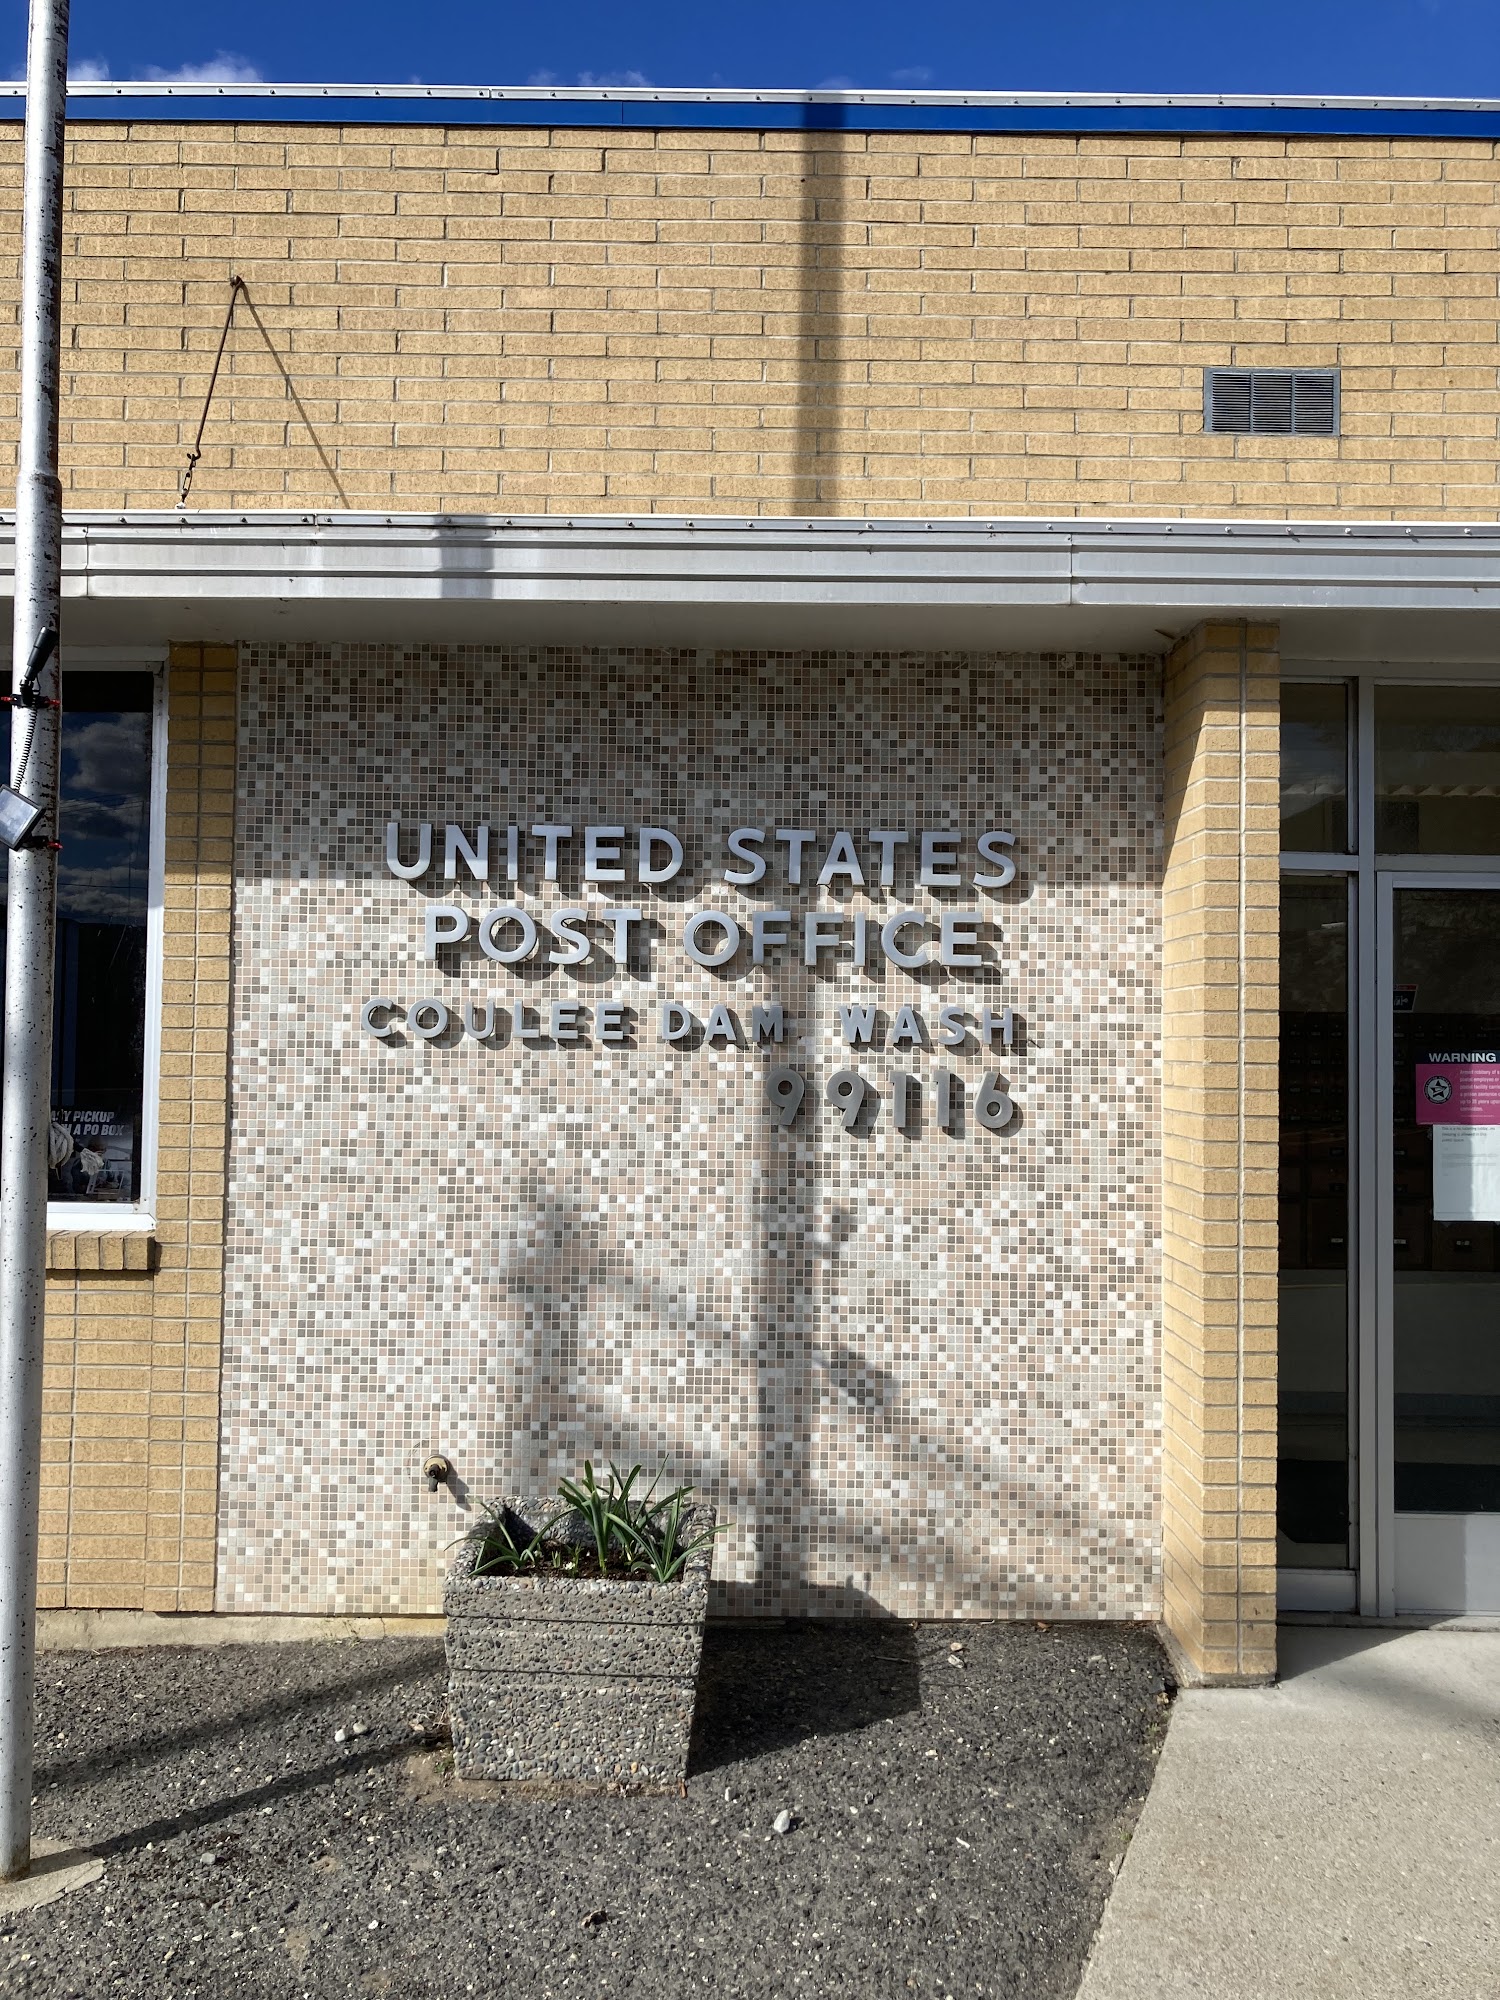 UNITED STATES
POST OFFICE
COULEE DAM WASH
99116
PICKUP
A PO BOX
WARNING